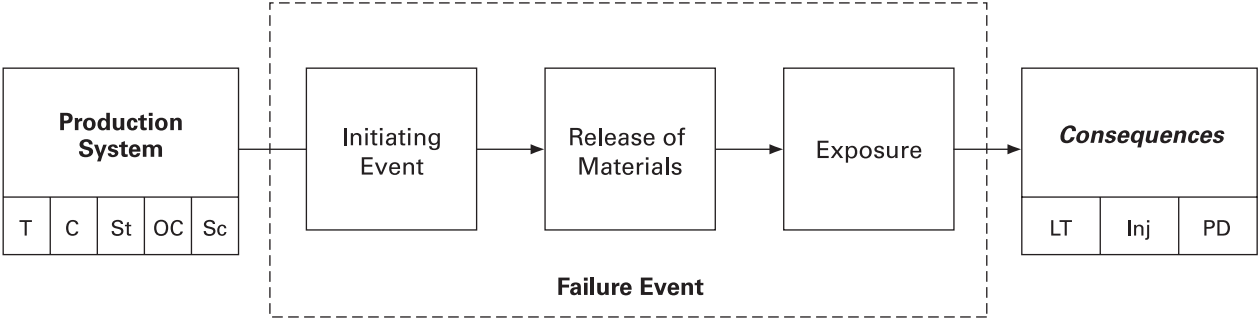 Production
System
T
C
St
OC
Sc
Initiating
Event
Release of
Materials
Exposure
Failure Event
Consequences
LT
Inj
PD